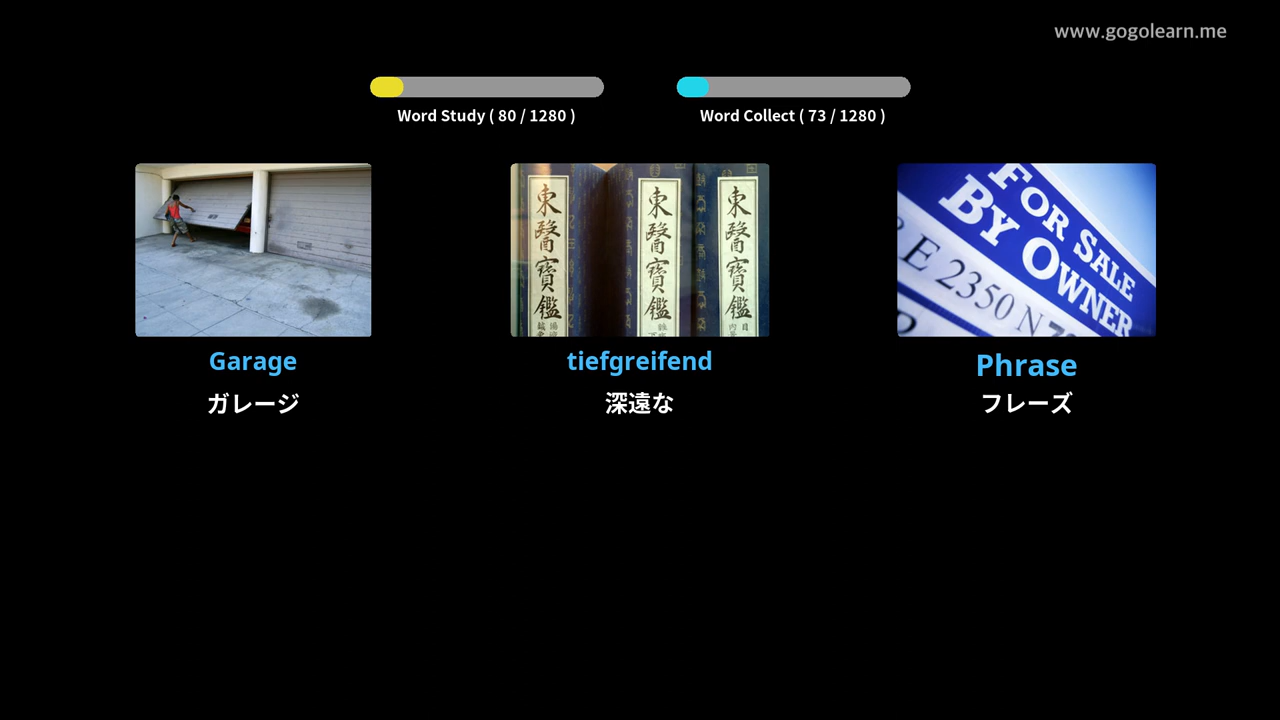 www.gogolearn.me
Word Study ( 80 / 1280 )
Word Collect ( 73 / 1280 )
東醫寶鑑
東醫寶鑑
東醫寶鑑
FOR SALE
BY OWNER
E 2350 N
Garage
tiefgreifend
Phrase
ガレージ
深遠な
フレーズ